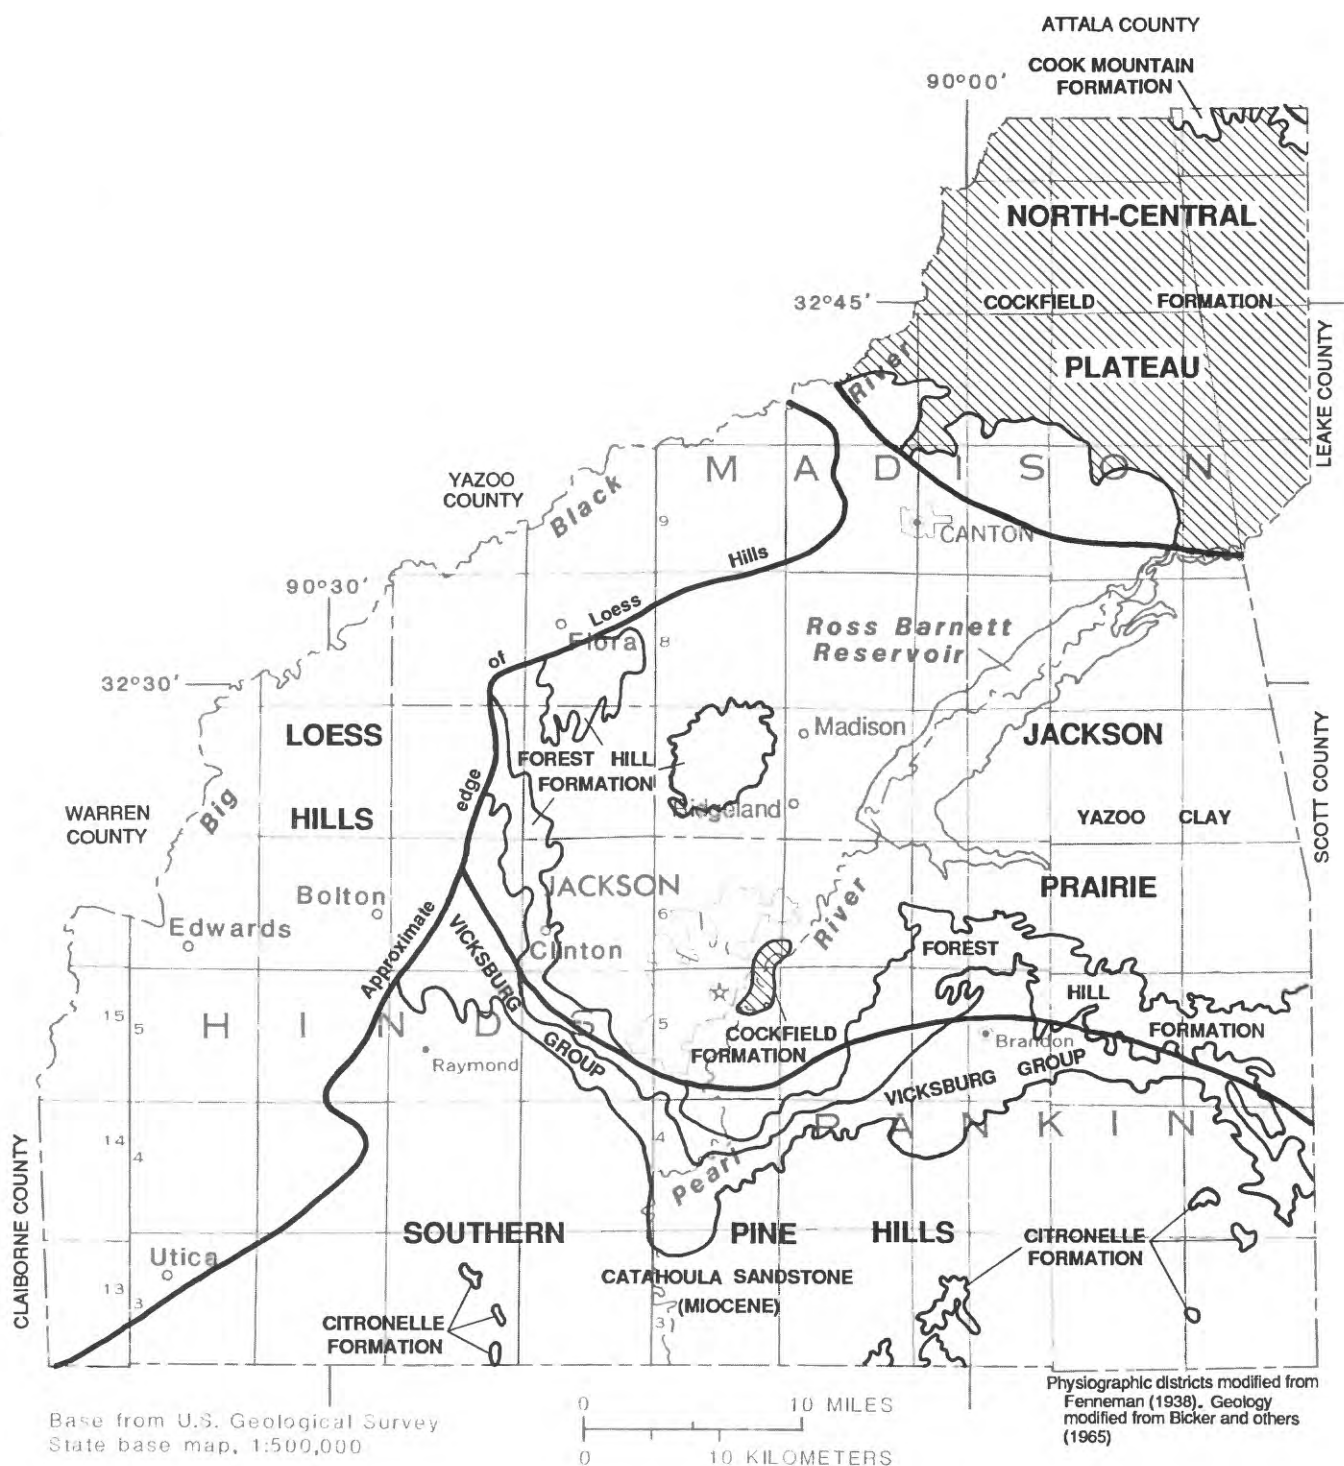 ATTALA COUNTY
COOK MOUNTAIN
FORMATION
90°00'
NORTH-CENTRAL
32°45'
COCKFIELD FORMATION
River
PLATEAU
LEAKE COUNTY
M A D I S O N
YAZOO
COUNTY
Black
9
CANTON
Hills
90°30'
Loess
Flora
8
of
Ross Barnett
Reservoir
32°30'
LOESS
Madison
JACKSON
FOREST HILL
FORMATION
edge
SCOTT COUNTY
Big
Ridgeland
WARREN
COUNTY
HILLS
YAZOO CLAY
JACKSON
PRAIRIE
Bolton
6
River
Edwards
Approximate
VICKSBURG
Clinton
FOREST
HILL
15
5
H I N D S
5
COCKFIELD
FORMATION
FORMATION
Brandon
Raymond
GROUP
VICKSBURG GROUP
R A N K I N
14
4
4
Pearl
CLAIBORNE COUNTY
SOUTHERN PINE HILLS
CITRONELLE
FORMATION
Utica
CATAHOULA SANDSTONE
(MIOCENE)
13
3
3
CITRONELLE
FORMATION
Physiographic districts modified from
Fenneman (1938). Geology
modified from Bicker and others
(1965)
0 10 MILES
Base from U.S. Geological Survey
State base map, 1:500,000
0 10 KILOMETERS